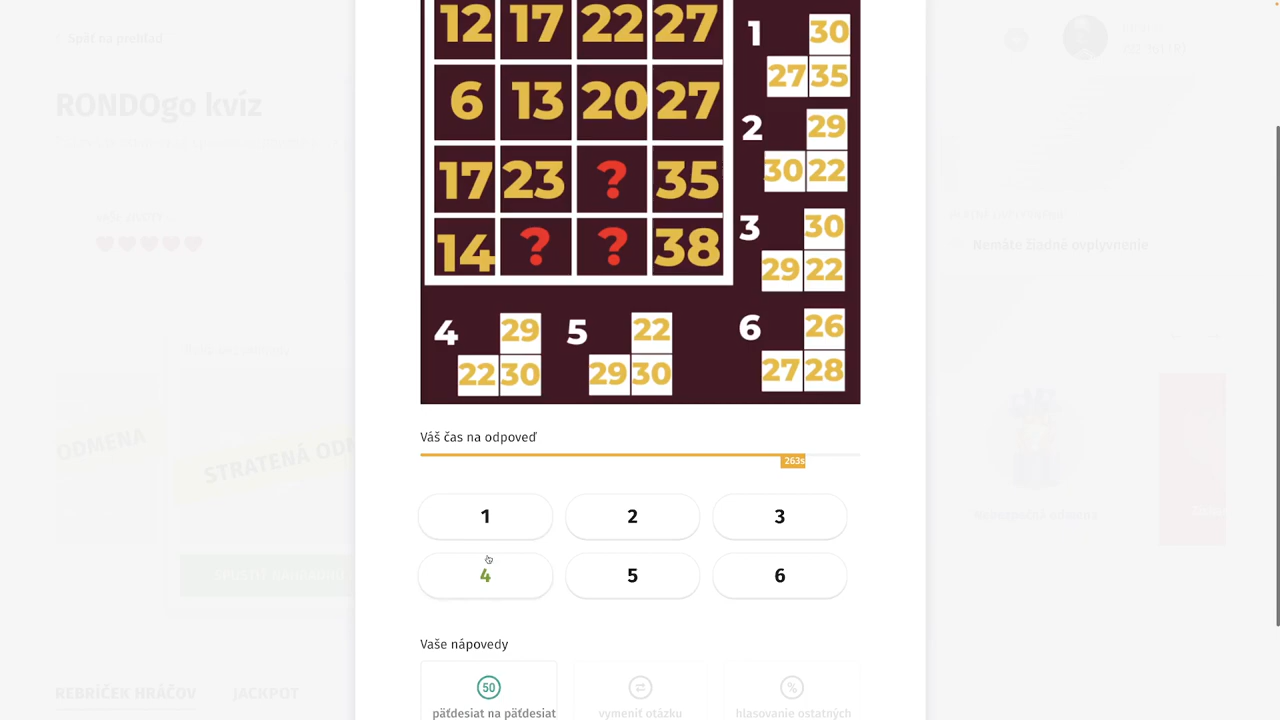 Späť na prehľad
RONDOgo kvíz
12 17 22 27
6 13 20 27
17 23 ? 35
14 ? ? 38
1
30
27 35
2
29
30 22
3
30
29 22
4
29
22 30
5
22
29 30
6
26
27 28
Váš čas na odpoveď
263s
1 2 3
4 5 6
Vaše nápovedy
50
päťdesiat na päťdesiat
vymeniť otázku
%
hlasovanie ostatných
Nemáte žiadne ovplyvnenie
ODMENA
STRATENÁ ODM
REBRÍČEK HRÁČOV
JACKPOT